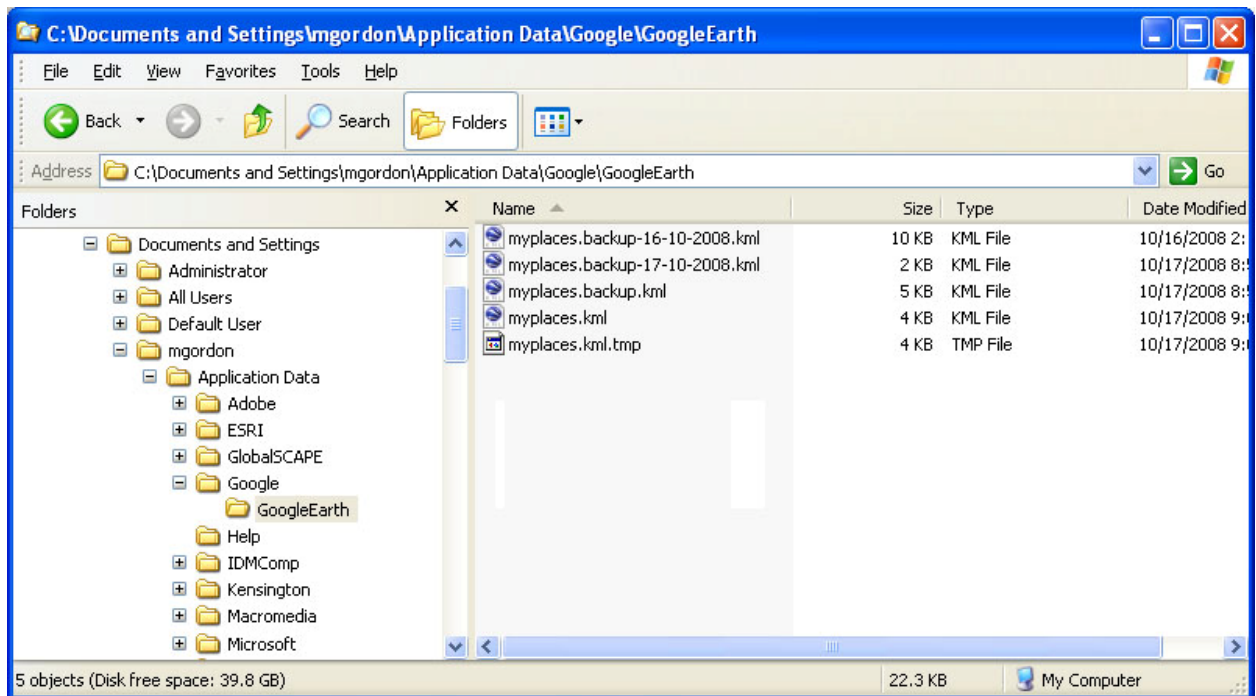 C:\Documents and Settings\mgordon\Application Data\Google\GoogleEarth
File Edit View Favorites Tools Help
Back Search Folders
Address C:\Documents and Settings\mgordon\Application Data\Google\GoogleEarth Go
Folders
Documents and Settings
Administrator
All Users
Default User
mgordon
Application Data
Adobe
ESRI
GlobalSCAPE
Google
GoogleEarth
Help
IDMComp
Kensington
Macromedia
Microsoft
Name Size Type Date Modified
myplaces.backup-16-10-2008.kml 10 KB KML File 10/16/2008 2:
myplaces.backup-17-10-2008.kml 2 KB KML File 10/17/2008
myplaces.backup.kml 5 KB KML File 10/17/2008
myplaces.kml 4 KB KML File 10/17/2008 9:
myplaces.kml.tmp 4 KB TMP File 10/17/2008 9:
5 objects (Disk free space: 39.8 GB) 22.3 KB My Computer